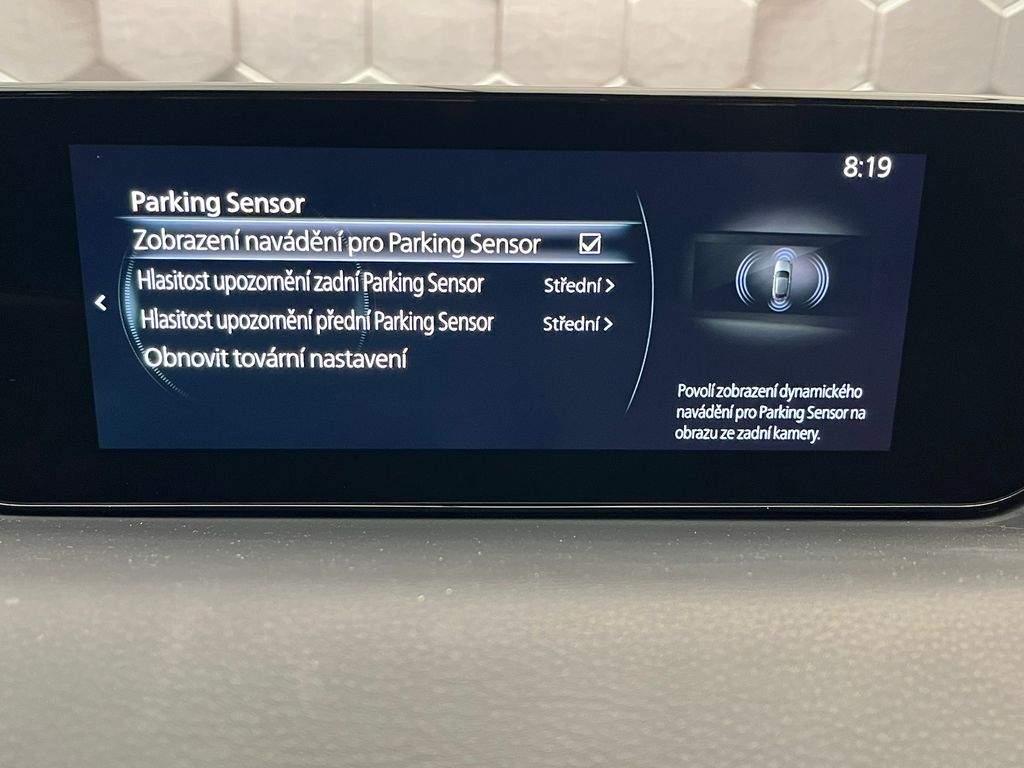 8:19
Parking Sensor
Zobrazení navádění pro Parking Sensor
Hlasitost upozornění zadní Parking Sensor Střední >
Hlasitost upozornění přední Parking Sensor Střední >
Obnovit tovární nastavení
Povolí zobrazení dynamického
navádění pro Parking Sensor na
obrazu ze zadní kamery.